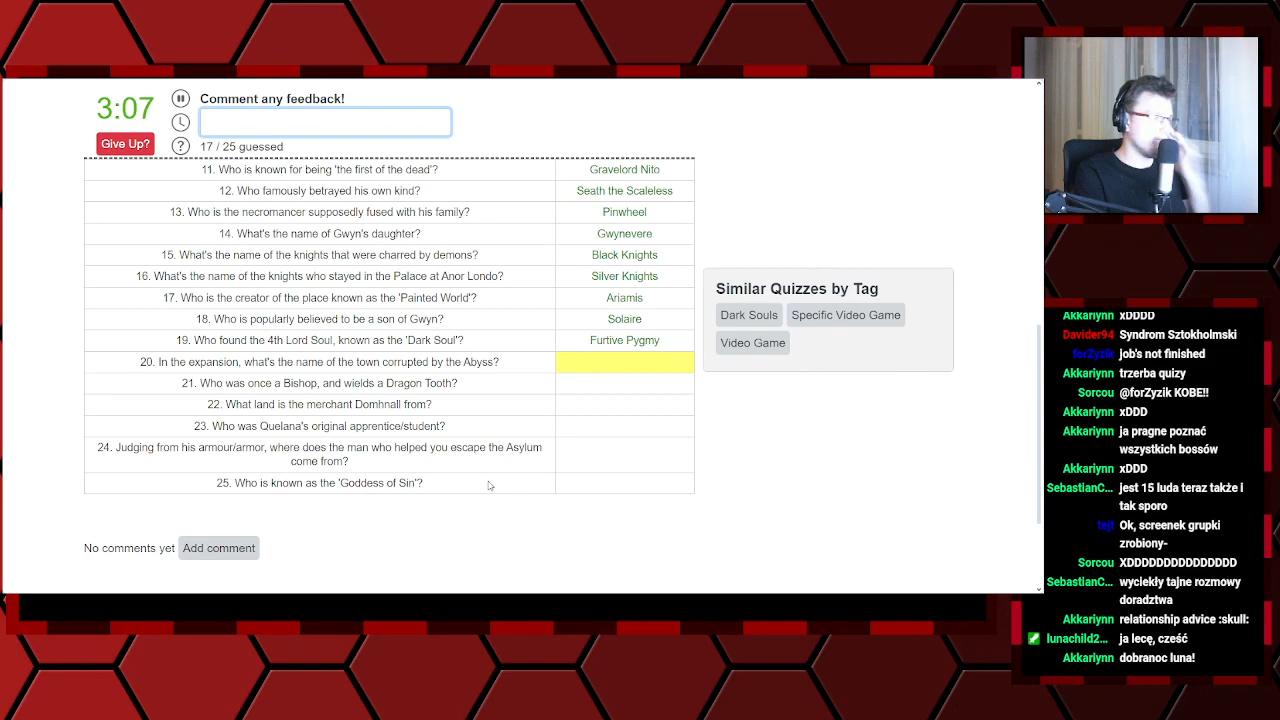 3:07
Give Up?
Comment any feedback!
17 / 25 guessed
11. Who is known for being 'the first of the dead'? Gravelord Nito
12. Who famously betrayed his own kind? Seath the Scaleless
13. Who is the necromancer supposedly fused with his family? Pinwheel
14. What's the name of Gwyn's daughter? Gwynevere
15. What's the name of the knights that were charred by demons? Black Knights
16. What's the name of the knights who stayed in the Palace at Anor Londo? Silver Knights
17. Who is the creator of the place known as the 'Painted World'? Ariamis
18. Who is popularly believed to be a son of Gwyn? Solaire
19. Who found the 4th Lord Soul, known as the 'Dark Soul'? Furtive Pygmy
20. In the expansion, what's the name of the town corrupted by the Abyss?
21. Who was once a Bishop, and wields a Dragon Tooth?
22. What land is the merchant Domhnall from?
23. Who was Quelana's original apprentice/student?
24. Judging from his armour/armor, where does the man who helped you escape the Asylum
come from?
25. Who is known as the 'Goddess of Sin'?
No comments yet Add comment
Similar Quizzes by Tag
Dark Souls Specific Video Game
Video Game
Akkariynn xDDDD
Davider94 Syndrom Sztokholmski
forZyzik job's not finished
Akkariynn trzerba quizy
Sorcou @forZyzik KOBE!!
Akkariynn xDDD
Akkariynn ja pragne poznać
wszystkich bossów
Akkariynn xDDD
SebastianC... jest 15 luda teraz także i
tak sporo
tejt Ok, screenek grupki
zrobiony-
Sorcou XDDDDDDDDDDDDDDD
SebastianC... wyciekły tajne rozmowy
doradztwa
Akkariynn relationship advice :skull:
lunachild2... ja lecę, cześć
Akkariynn dobranoc luna!